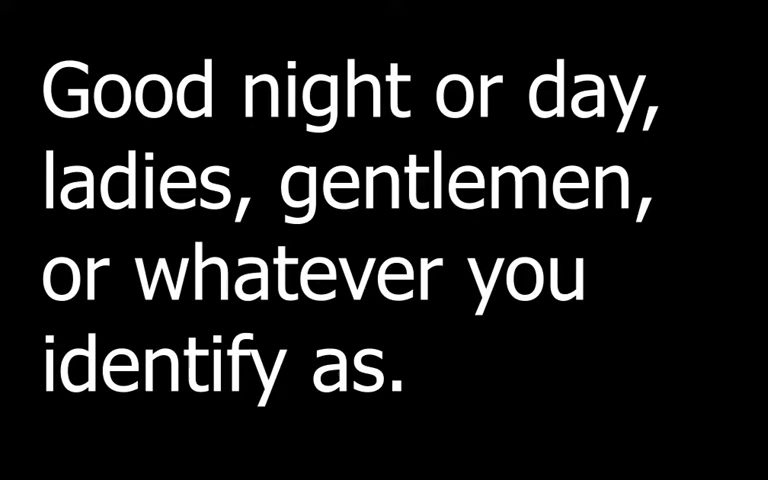 Good night or day,
ladies, gentlemen,
or whatever you
identify as.